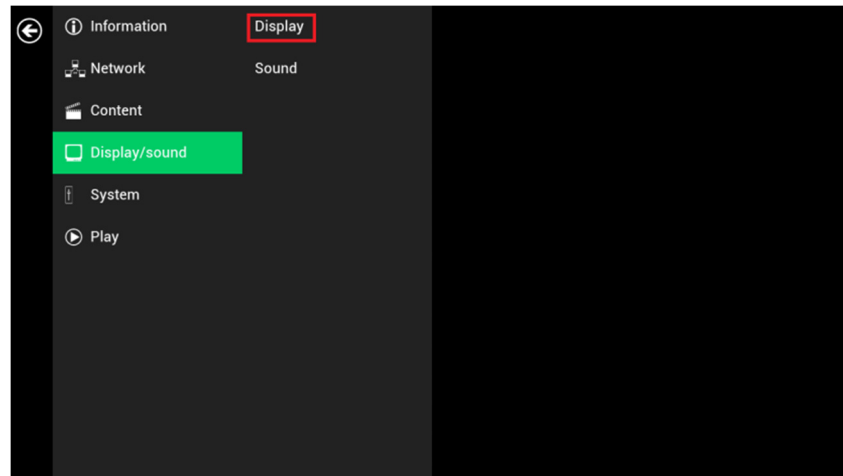 Information
Network
Content
Display/sound
System
Play
Display
Sound